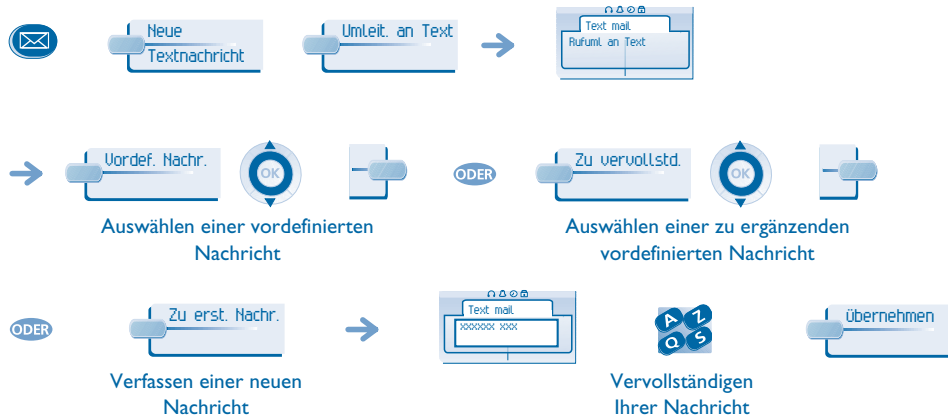 Neue
Textnachricht
Umleit. an Text
Text mail
Rufuml an Text
Vordef. Nachr.
OK
ODER
Zu vervollstd.
OK
Auswählen einer vordefinierten
Nachricht
Auswählen einer zu ergänzenden
vordefinierten Nachricht
ODER
Zu erst. Nachr.
Text mail
xxxxxx xxx
A Z
Q S
übernehmen
Verfassen einer neuen
Nachricht
Vervollständigen
Ihrer Nachricht